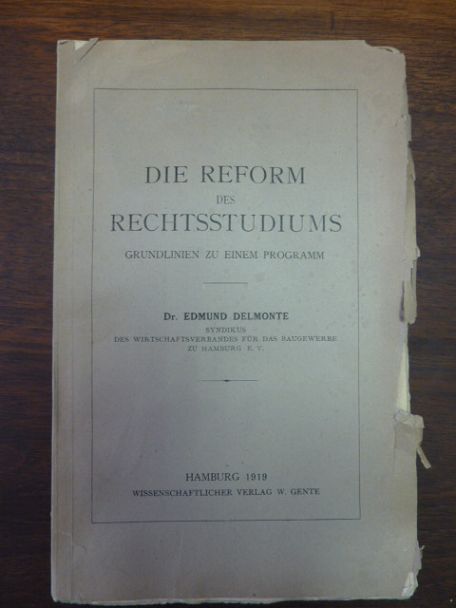 DIE REFORM
DES
RECHTSSTUDIUMS
GRUNDLINIEN ZU EINEM PROGRAMM
Dr. EDMUND DELMONTE
SYNDIKUS
DES WIRTSCHAFTSVERBANDES FÜR DAS BAUGEWERBE
ZU HAMBURG E. V.
HAMBURG 1919
WISSENSCHAFTLICHER VERLAG W. GENTE